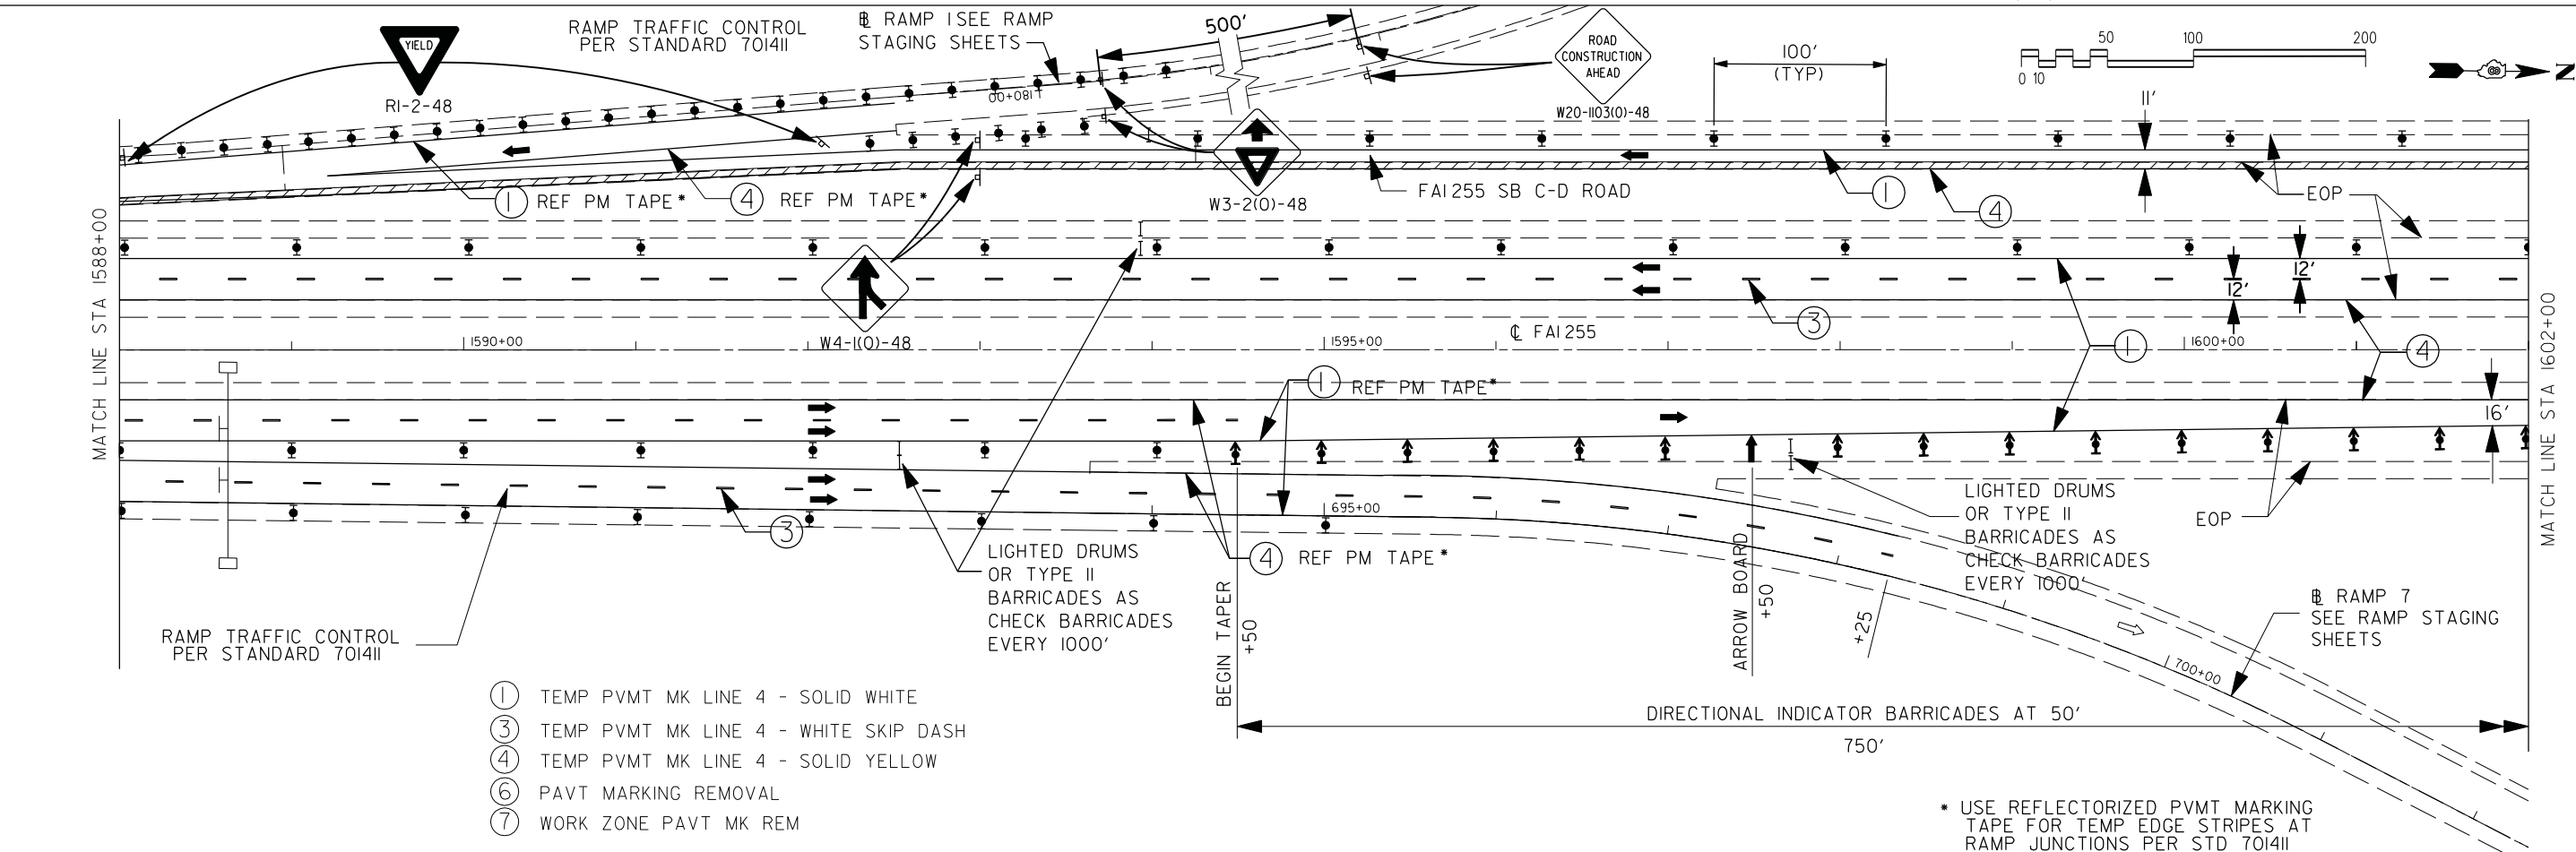 YIELD
R1-2-48
RAMP TRAFFIC CONTROL
PER STANDARD 701411
℄ RAMP 1 SEE RAMP
STAGING SHEETS
500'
ROAD
CONSTRUCTION
AHEAD
W20-1103(0)-48
100'
(TYP)
0 10
50
100
200
N
11'
180+00
1 REF PM TAPE*
4 REF PM TAPE*
W3-2(0)-48
FAI 255 SB C-D ROAD
1
4
EOP
MATCH LINE STA 1588+00
W4-1(0)-48
12'
12'
3
℄ FAI 255
1590+00
1595+00
1600+00
1
4
MATCH LINE STA 1602+00
1 REF PM TAPE*
16'
3
695+00
4 REF PM TAPE*
LIGHTED DRUMS
OR TYPE II
BARRICADES AS
CHECK BARRICADES
EVERY 1000'
LIGHTED DRUMS
OR TYPE II
BARRICADES AS
CHECK BARRICADES
EVERY 1000'
EOP
RAMP TRAFFIC CONTROL
PER STANDARD 701411
BEGIN TAPER
+50
ARROW BOARD
+50
+25
℄ RAMP 7
SEE RAMP STAGING
SHEETS
700+00
DIRECTIONAL INDICATOR BARRICADES AT 50'
750'
1 TEMP PVMT MK LINE 4 - SOLID WHITE
3 TEMP PVMT MK LINE 4 - WHITE SKIP DASH
4 TEMP PVMT MK LINE 4 - SOLID YELLOW
6 PAVT MARKING REMOVAL
7 WORK ZONE PAVT MK REM
* USE REFLECTORIZED PVMT MARKING
TAPE FOR TEMP EDGE STRIPES AT
RAMP JUNCTIONS PER STD 701411